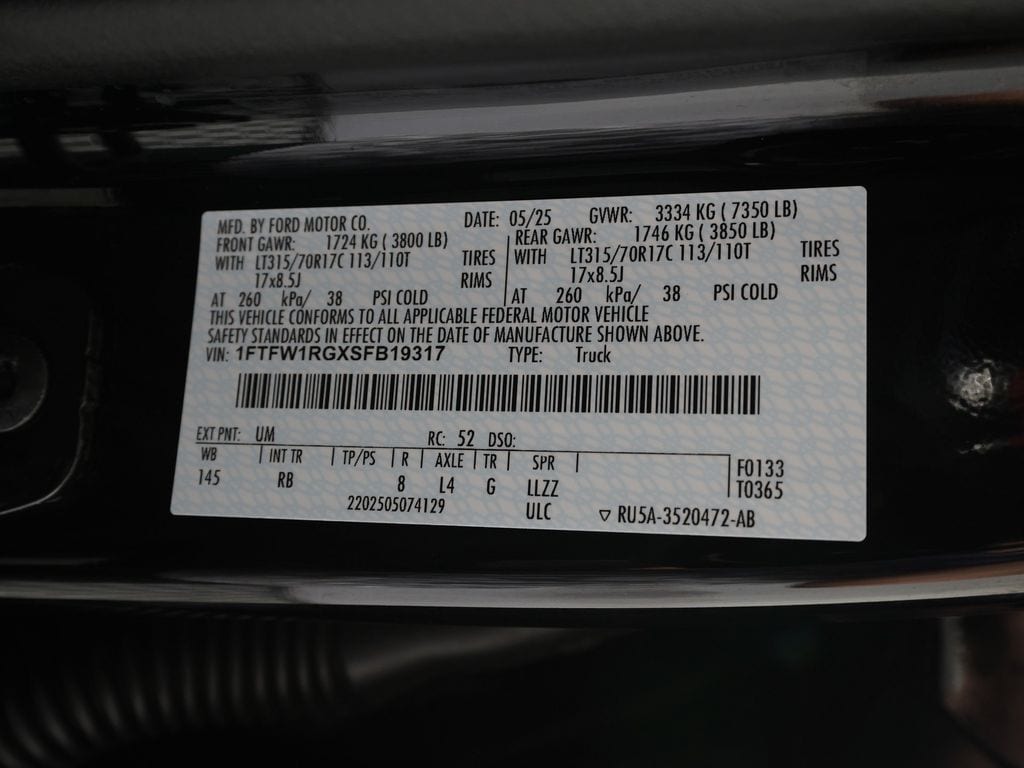 MFD. BY FORD MOTOR CO. DATE: 05/25 GVWR: 3334 KG ( 7350 LB)
FRONT GAWR: 1724 KG ( 3800 LB) REAR GAWR: 1746 KG ( 3850 LB)
WITH LT315/70R17C 113/110T TIRES WITH LT315/70R17C 113/110T TIRES
17x8.5J RIMS 17x8.5J RIMS
AT 260 kPa/ 38 PSI COLD AT 260 kPa/ 38 PSI COLD
THIS VEHICLE CONFORMS TO ALL APPLICABLE FEDERAL MOTOR VEHICLE
SAFETY STANDARDS IN EFFECT ON THE DATE OF MANUFACTURE SHOWN ABOVE.
VIN: 1FTFW1RGXSFB19317 TYPE: Truck
EXT PNT: UM RC: 52 DSO:
WB INT TR TP/PS R AXLE TR SPR F0133
145 RB 8 L4 G LLZZ T0365
2202505074129 ULC ▽ RU5A-3520472-AB